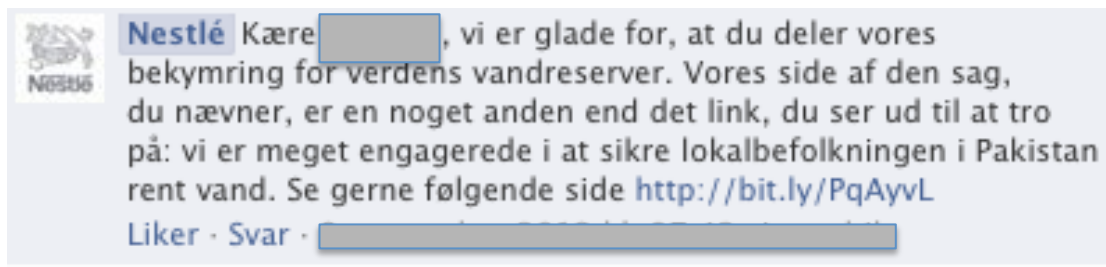 Nestlé Kære , vi er glade for, at du deler vores
bekymring for verdens vandreserver. Vores side af den sag,
du nævner, er en noget anden end det link, du ser ud til at tro
på: vi er meget engagerede i at sikre lokalbefolkningen i Pakistan
rent vand. Se gerne følgende side http://bit.ly/PqAyvL
Liker · Svar ·
Nestlé